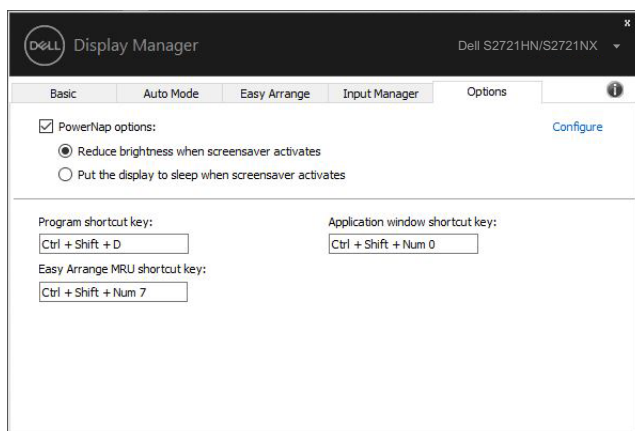 x
DELL Display Manager Dell S2721HN/S2721NX
Basic Auto Mode Easy Arrange Input Manager Options
PowerNap options: Configure
Reduce brightness when screensaver activates
Put the display to sleep when screensaver activates
Program shortcut key: Application window shortcut key:
Ctrl + Shift + D Ctrl + Shift + Num 0
Easy Arrange MRU shortcut key:
Ctrl + Shift + Num 7